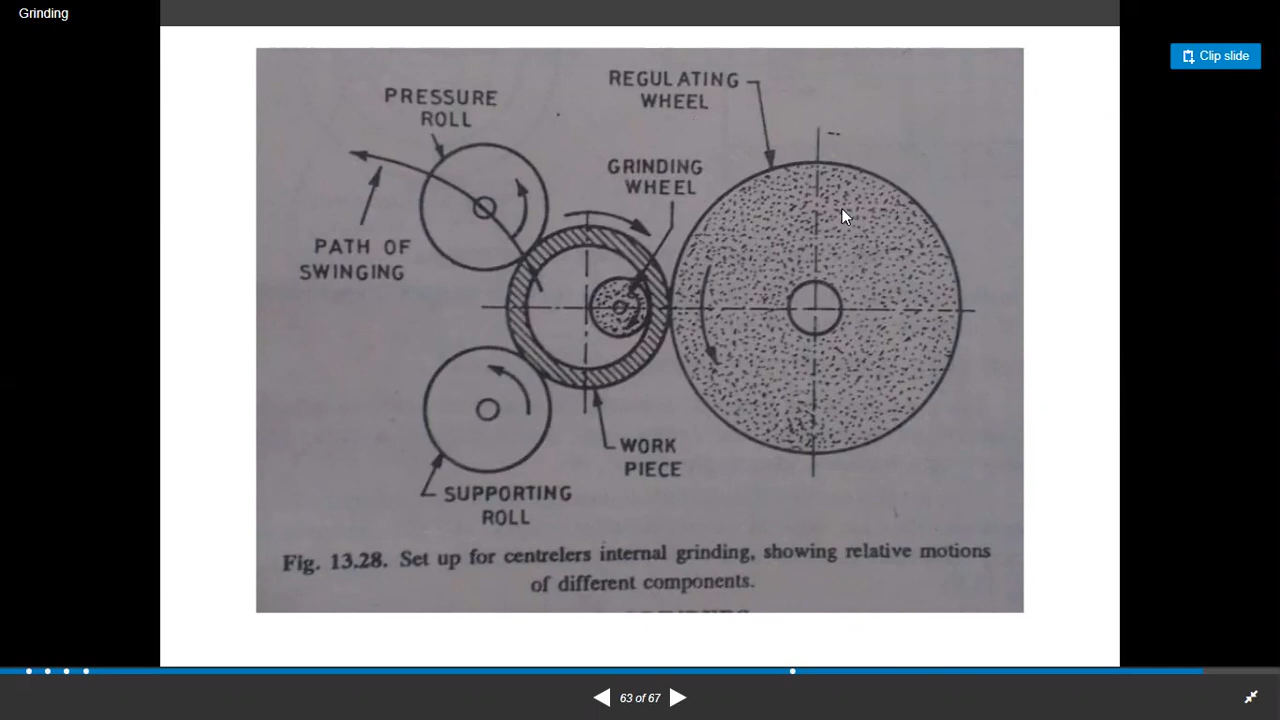 Grinding
Clip slide
PRESSURE
ROLL
REGULATING
WHEEL
GRINDING
WHEEL
PATH OF
SWINGING
WORK
PIECE
SUPPORTING
ROLL
Fig. 13.28. Set up for centrelers internal grinding, showing relative motions
of different components.
63 of 67